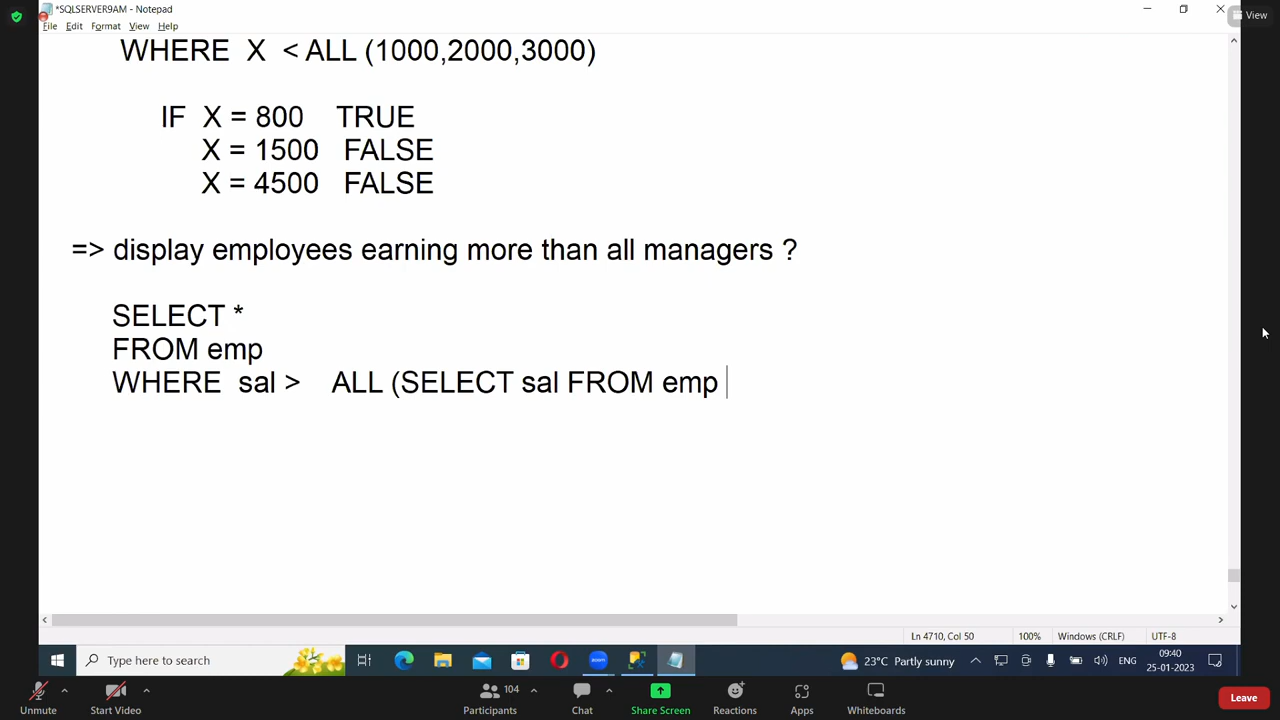 *SQLSERVER9AM - Notepad
View
File Edit Format View Help
WHERE X < ALL (1000,2000,3000)
IF X = 800 TRUE
X = 1500 FALSE
X = 4500 FALSE
=> display employees earning more than all managers ?
SELECT *
FROM emp
WHERE sal > ALL (SELECT sal FROM emp
Ln 4710, Col 50 100% Windows (CRLF) UTF-8
Type here to search
zoom
23°C Partly sunny
ENG
09:40
25-01-2023
Unmute
Start Video
104
Participants
Chat
Share Screen
Reactions
Apps
Whiteboards
Leave